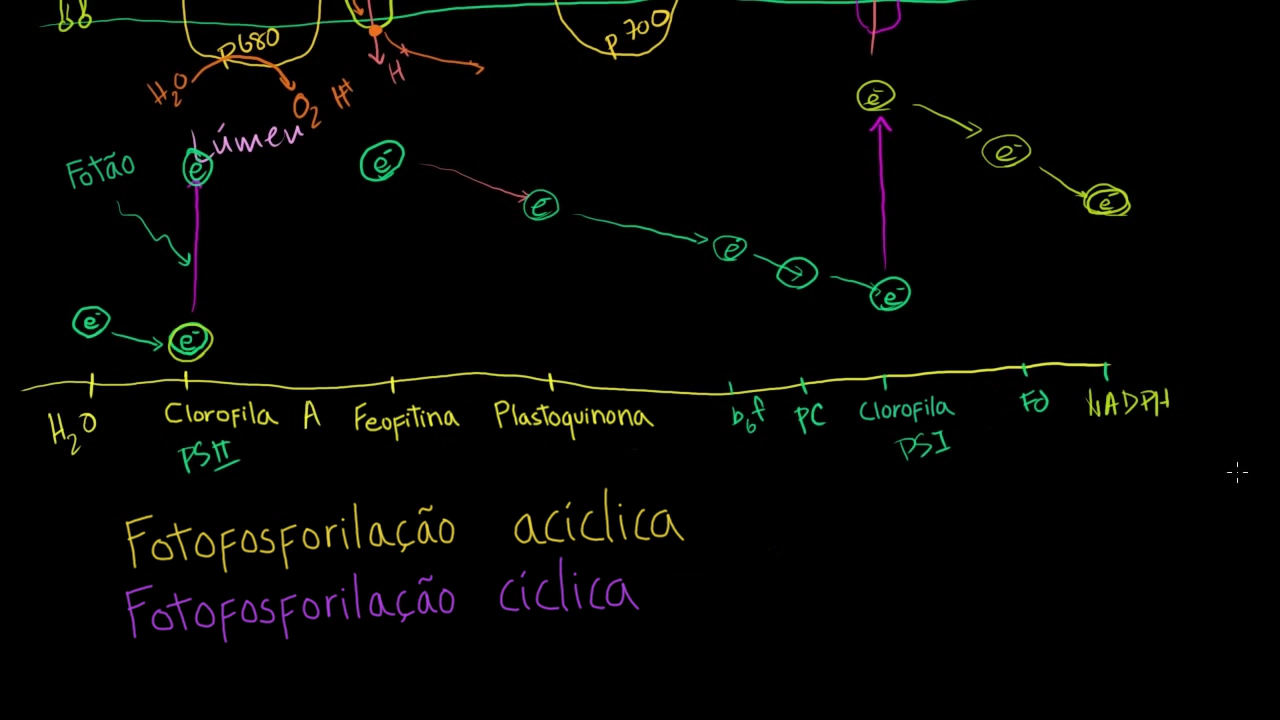 p680
p700
H₂O
O₂ H⁺
H⁺
Lúmen
Fotão
e⁻
e⁻
e⁻
e⁻
e⁻
e⁻
e⁻
e⁻
e⁻
e⁻
e⁻
H₂O
Clorofila A
Feofitina
Plastoquinona
b₆f
PC
Clorofila
Fd
NADPH
PSII
PSI
Fotofosforilação acíclica
Fotofosforilação cíclica